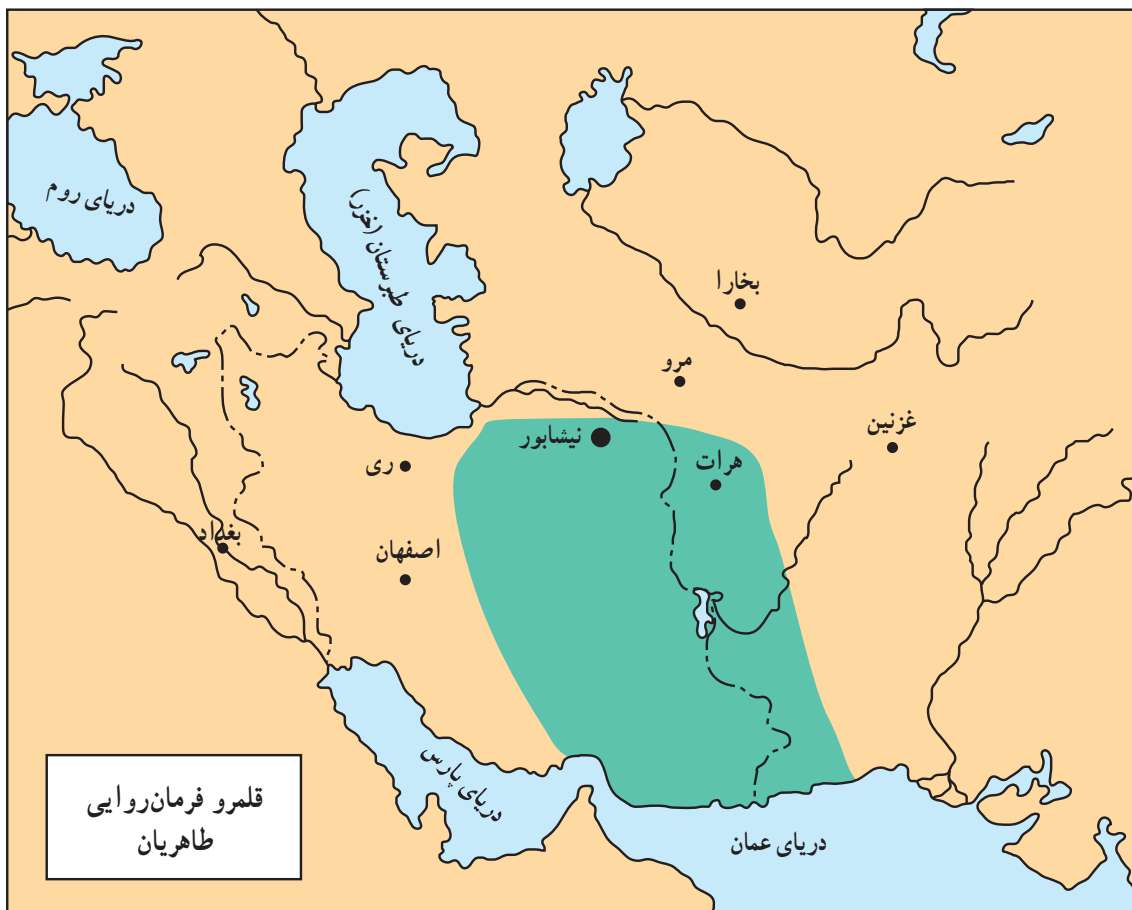 دریای روم
دریای طبرستان (خزر)
بخارا
مرو
غزنین
نیشابور
هرات
ری
بغداد
اصفهان
دریای پارس
دریای عمان
قلمرو فرمان‌روایی
طاهریان